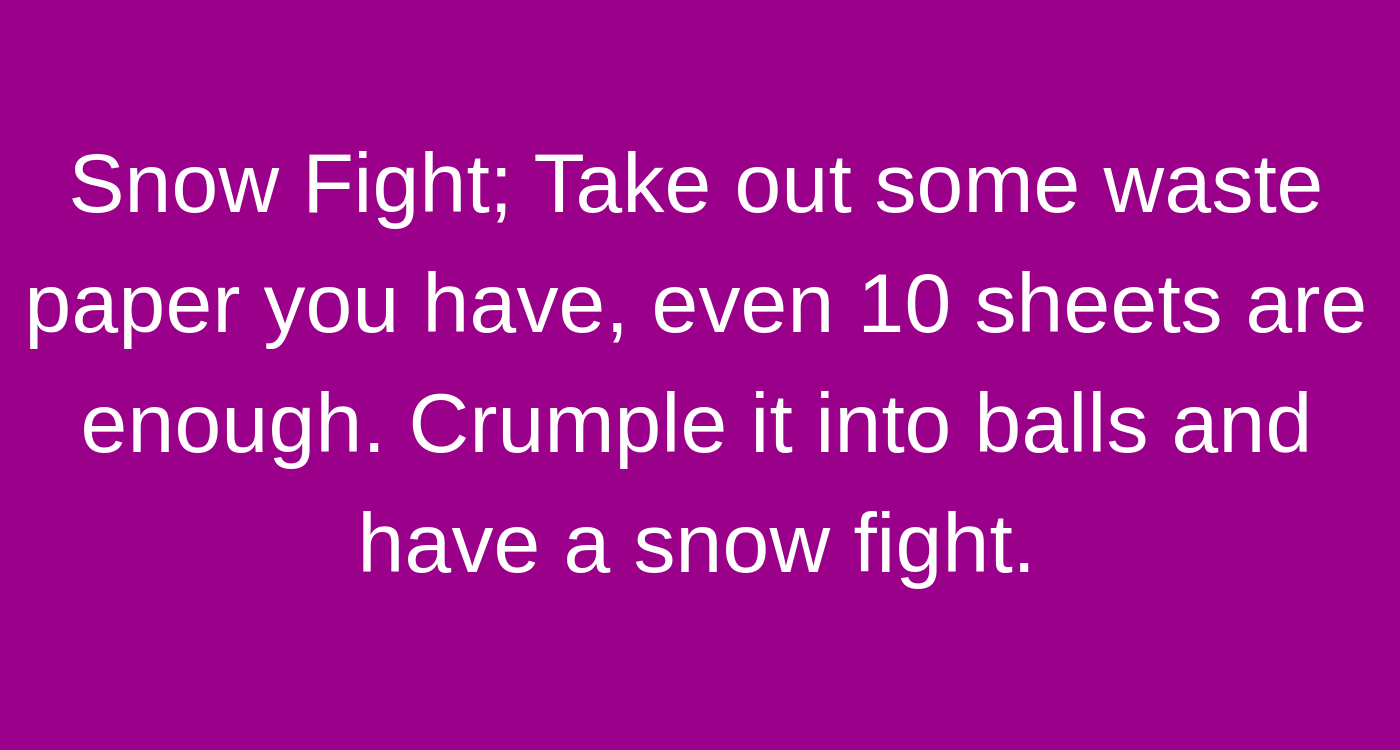 Snow Fight; Take out some waste
paper you have, even 10 sheets are
enough. Crumple it into balls and
have a snow fight.